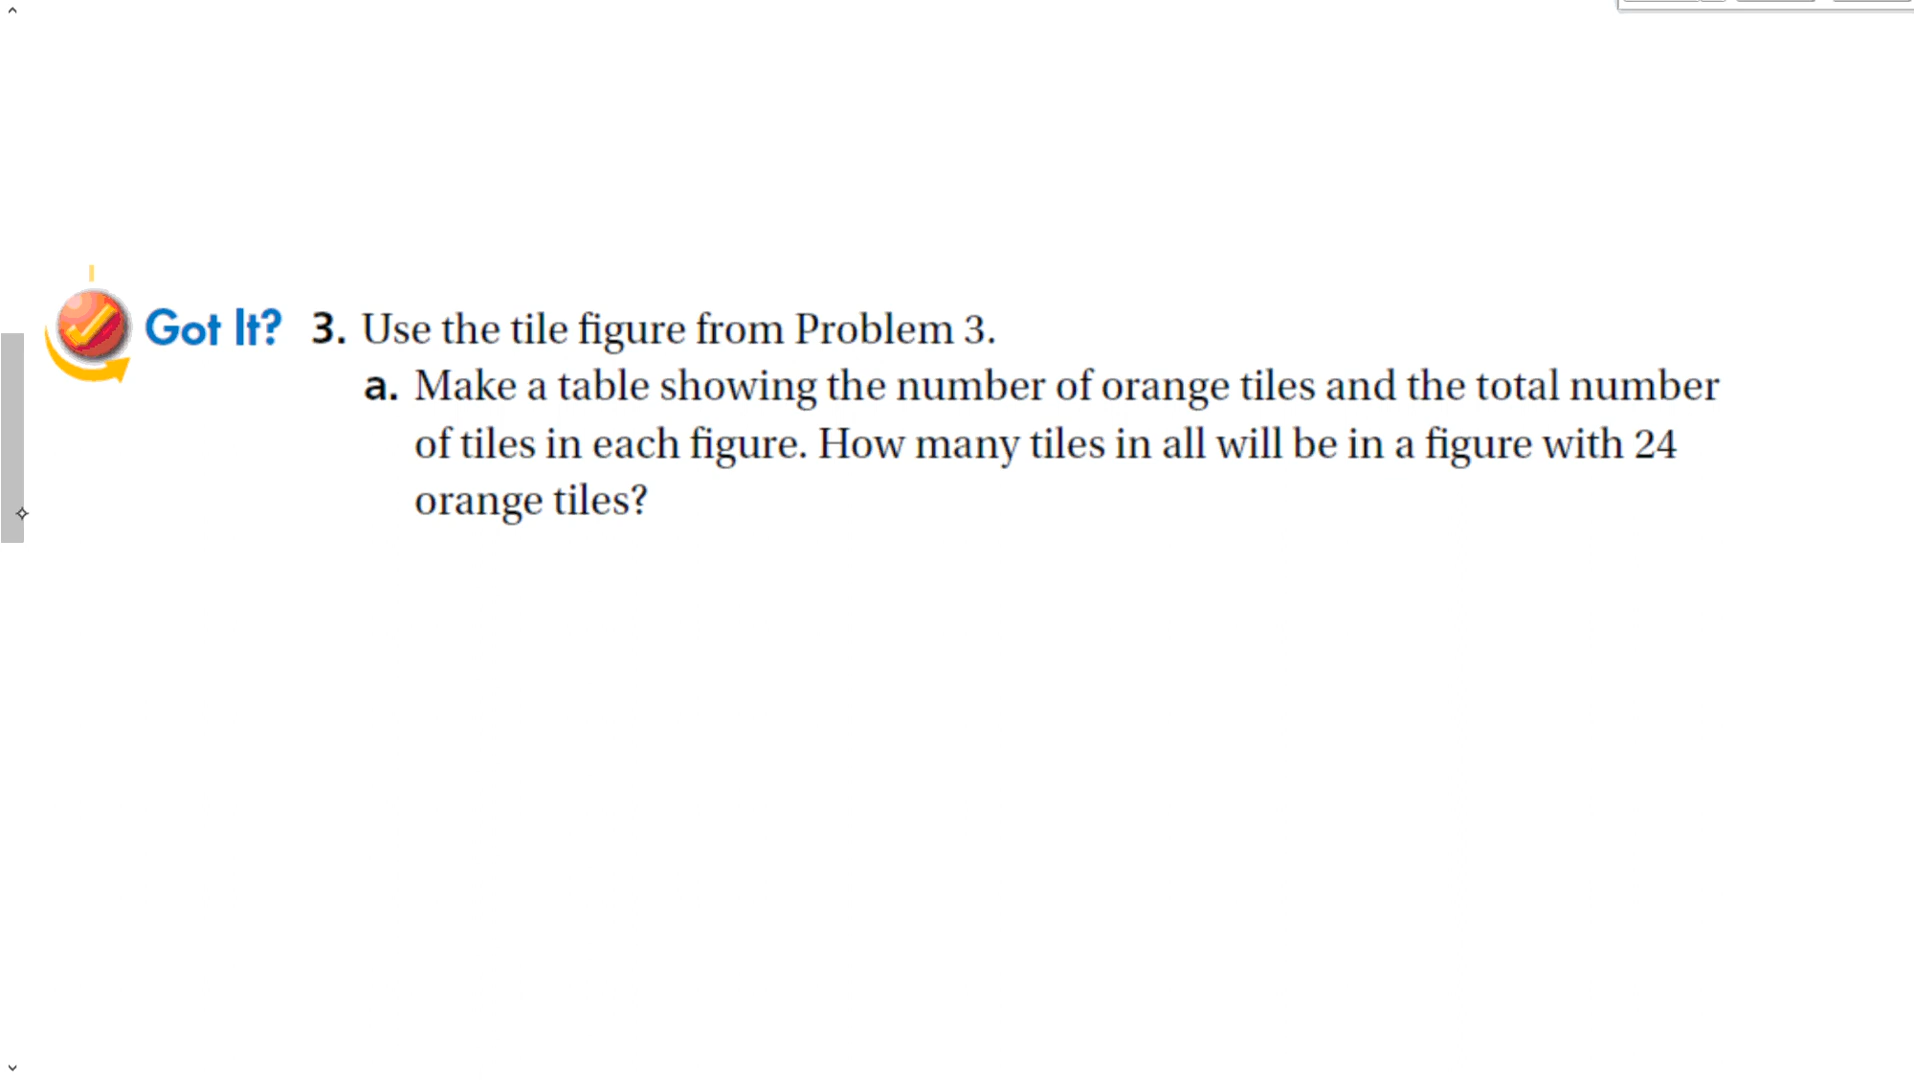 Got It? 3. Use the tile figure from Problem 3.
a. Make a table showing the number of orange tiles and the total number
of tiles in each figure. How many tiles in all will be in a figure with 24
orange tiles?